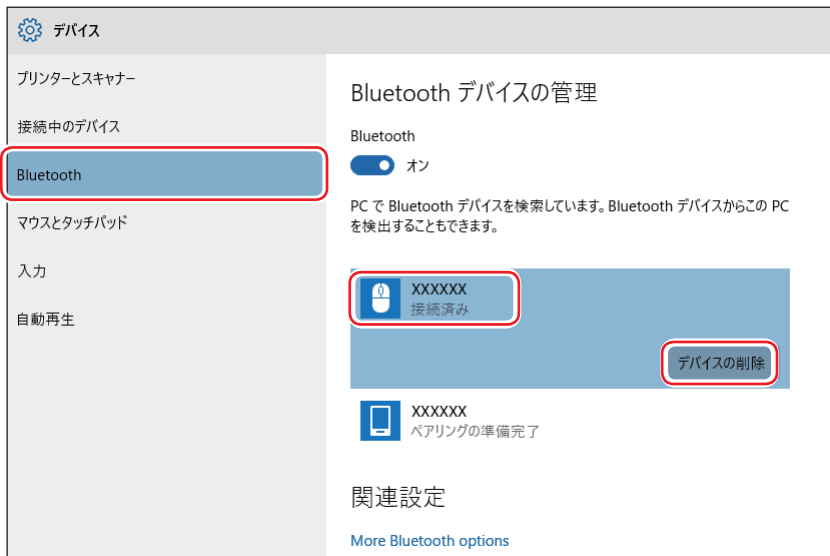 デバイス
プリンターとスキャナー
接続中のデバイス
Bluetooth
マウスとタッチパッド
入力
自動再生
Bluetooth デバイスの管理
Bluetooth
オン
PC で Bluetooth デバイスを検索しています。Bluetooth デバイスからこの PC
を検出することもできます。
XXXXXX
接続済み
デバイスの削除
XXXXXX
ペアリングの準備完了
関連設定
More Bluetooth options